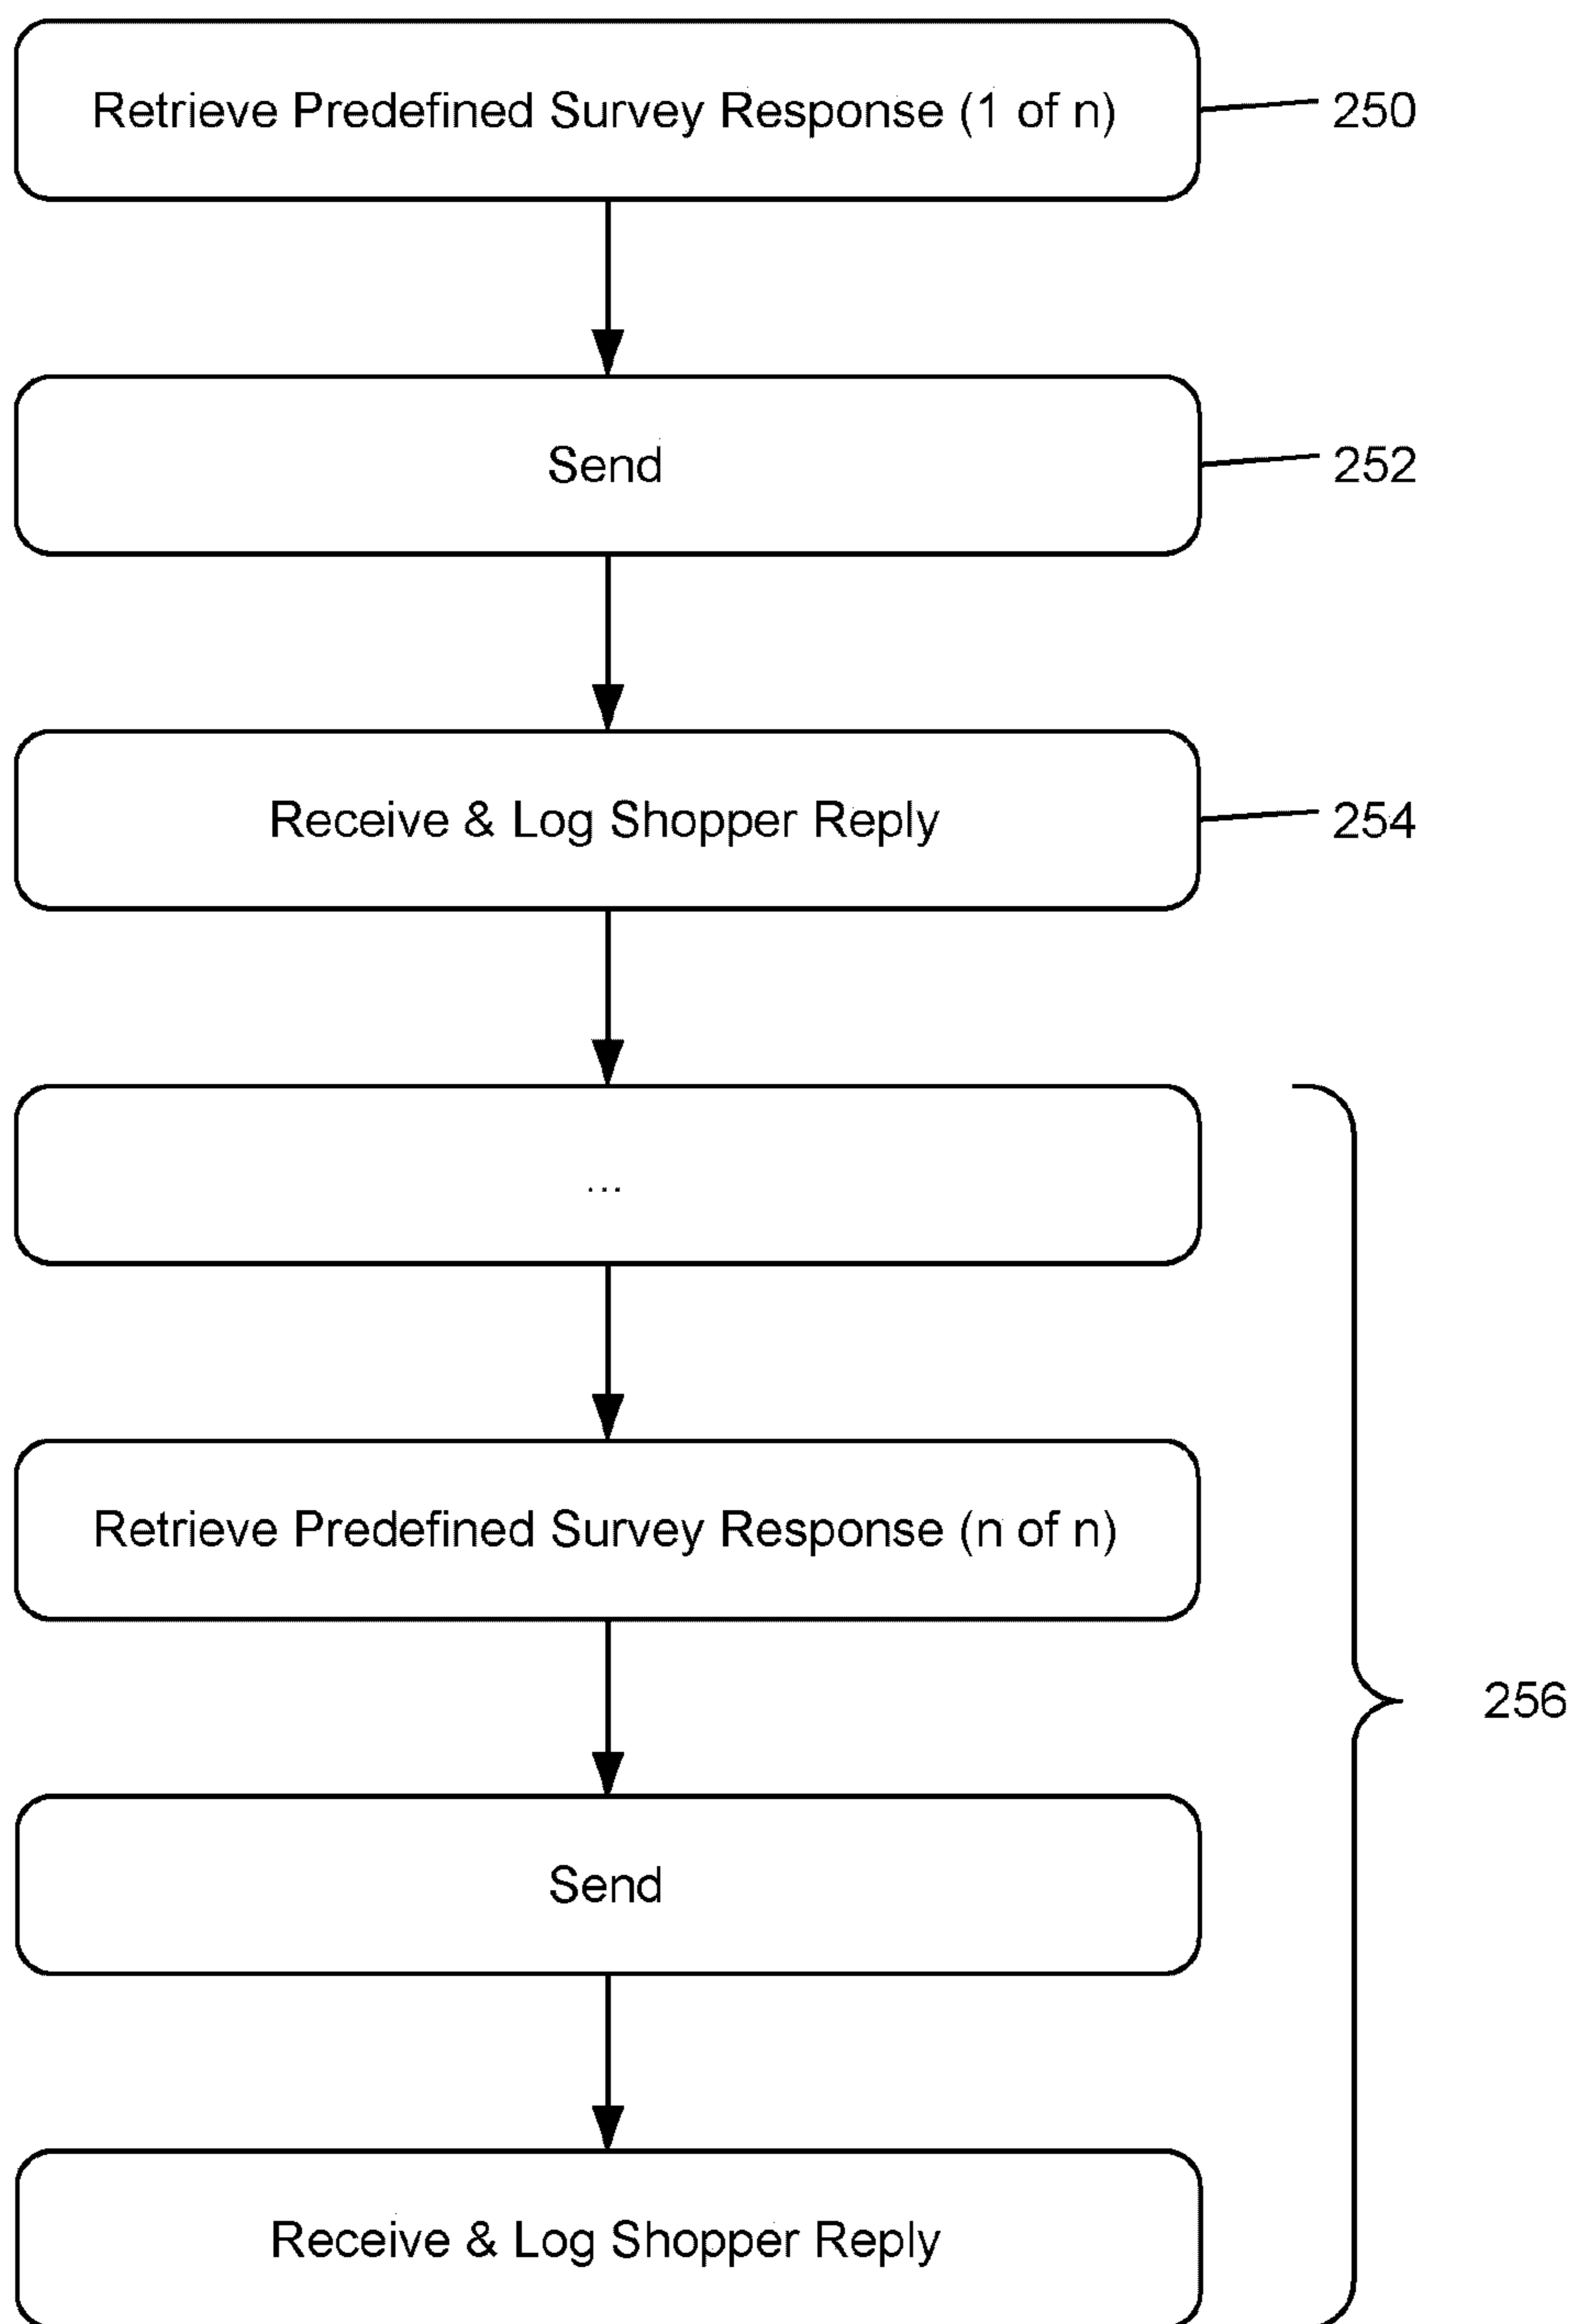 Retrieve Predefined Survey Response (1 of n)
250
Send
252
Receive & Log Shopper Reply
254
...
Retrieve Predefined Survey Response (n of n)
256
Send
Receive & Log Shopper Reply